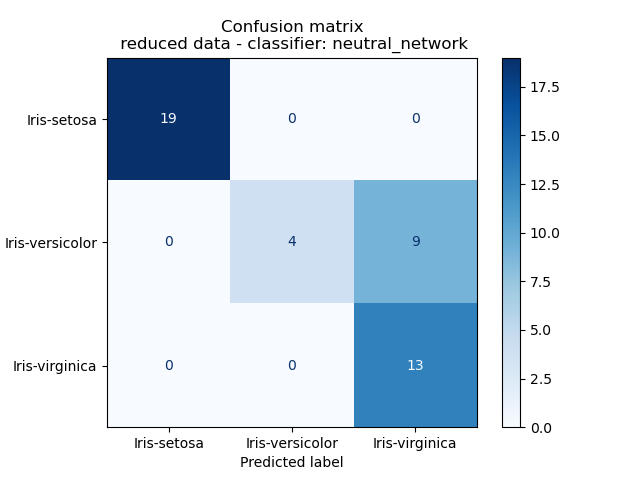 Confusion matrix
reduced data - classifier: neutral_network
Iris-setosa 19 0 0
Iris-versicolor 0 4 9
Iris-virginica 0 0 13
Iris-setosa Iris-versicolor Iris-virginica
Predicted label
17.5
15.0
12.5
10.0
7.5
5.0
2.5
0.0